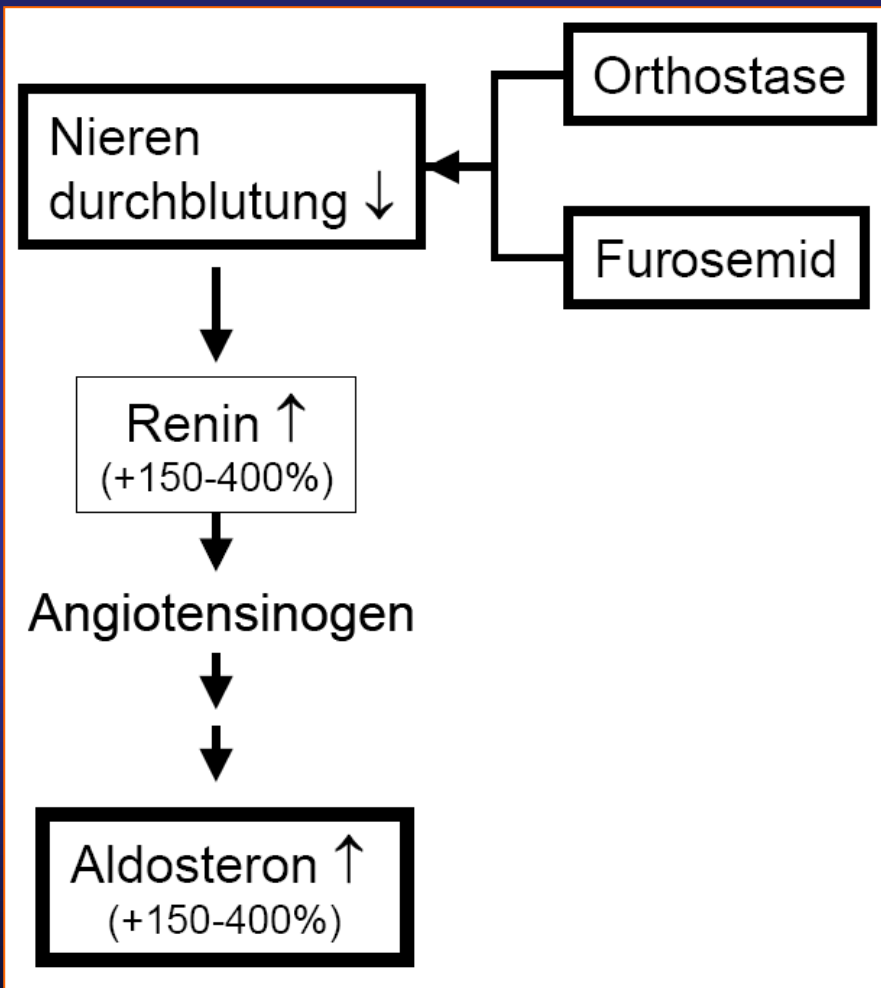 Orthostase
Nieren
durchblutung ↓
Furosemid
Renin ↑
(+150-400%)
Angiotensinogen
Aldosteron ↑
(+150-400%)